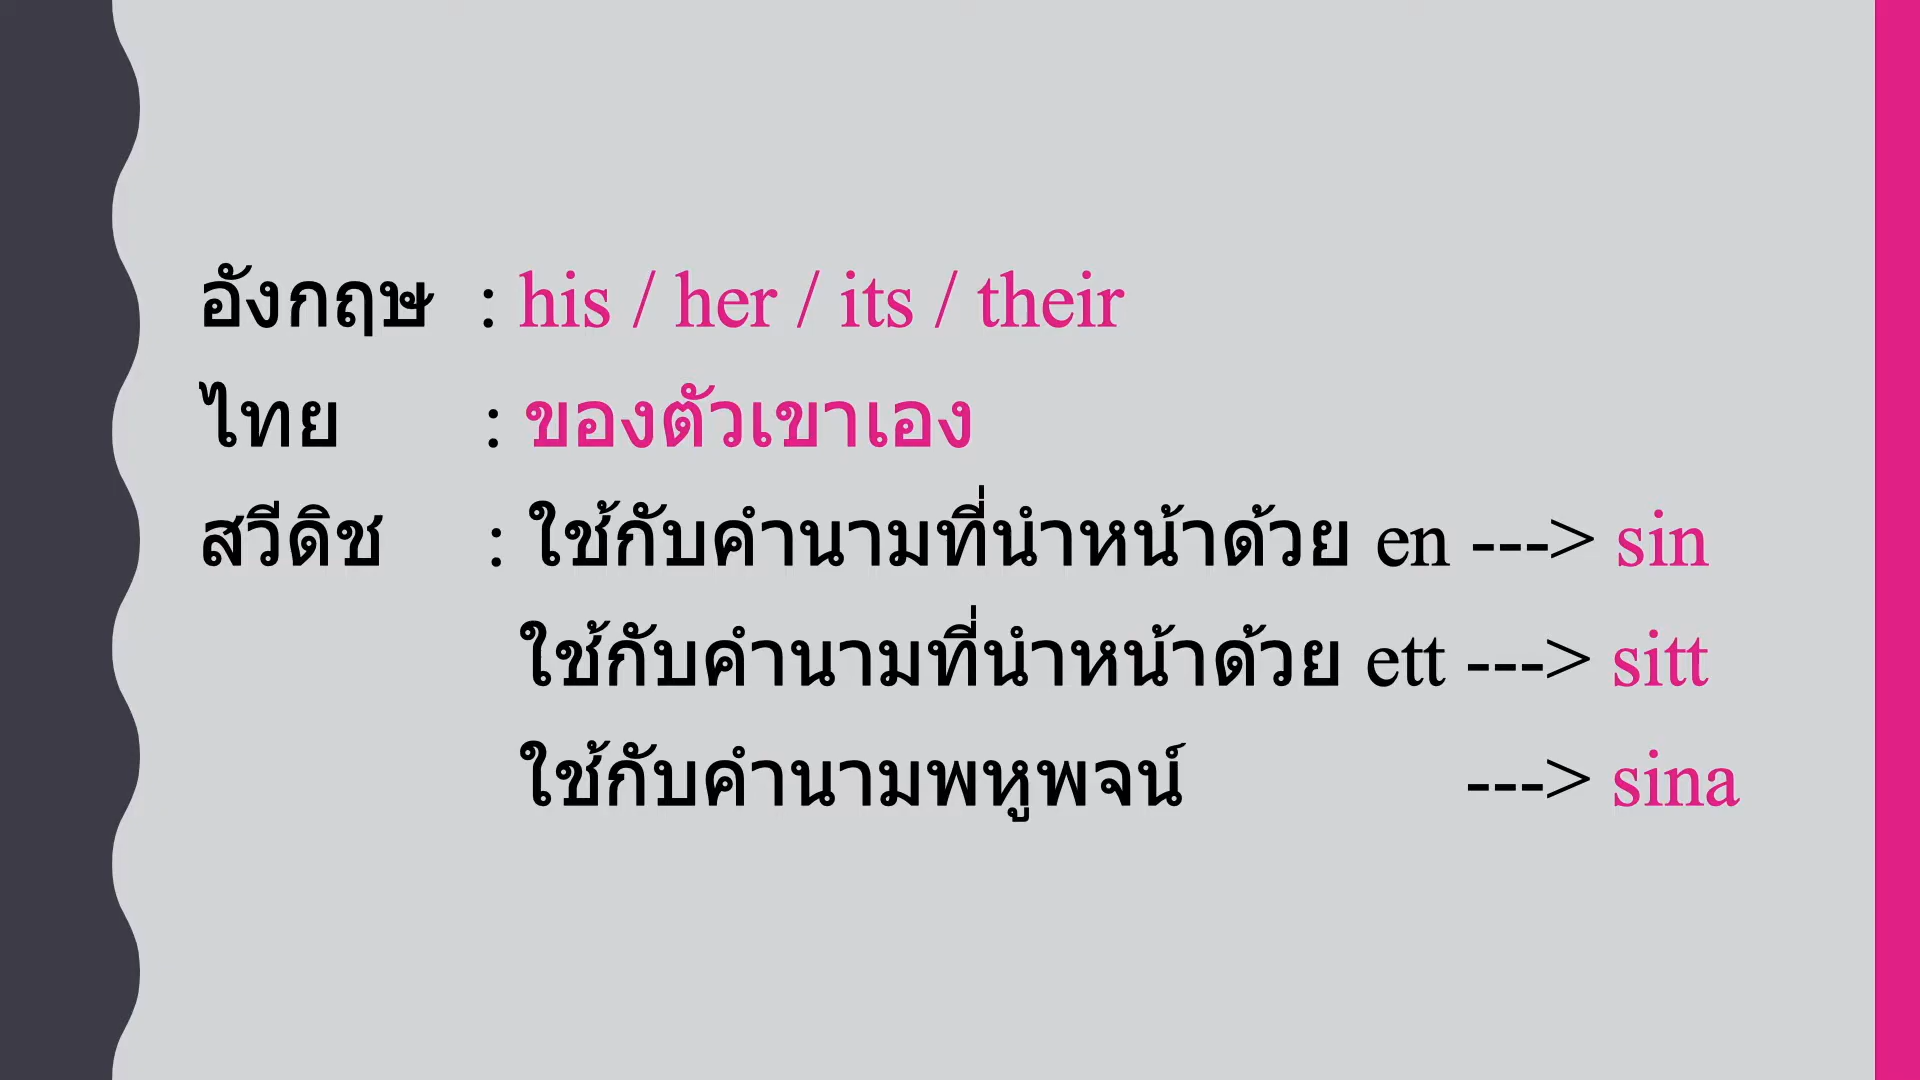 อังกฤษ : his / her / its / their
ไทย : ของตัวเขาเอง
สวีดิช : ใช้กับคำนามที่นำหน้าด้วย en ---> sin
ใช้กับคำนามที่นำหน้าด้วย ett ---> sitt
ใช้กับคำนามพหูพจน์ ---> sina